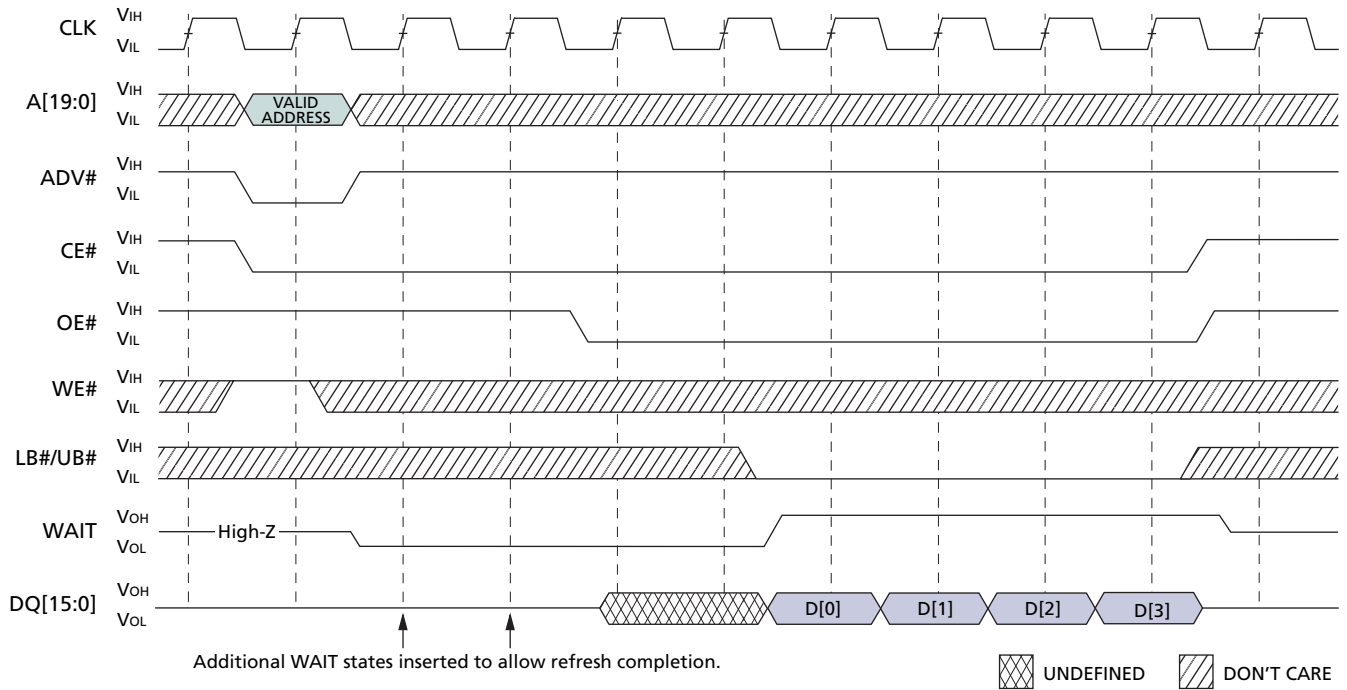 CLK VIH
VIL
A[19:0] VIH
VIL
VALID
ADDRESS
ADV# VIH
VIL
CE# VIH
VIL
OE# VIH
VIL
WE# VIH
VIL
LB#/UB# VIH
VIL
WAIT VOH
VOL
High-Z
DQ[15:0] VOH
VOL
D[0] D[1] D[2] D[3]
Additional WAIT states inserted to allow refresh completion.
UNDEFINED DON'T CARE